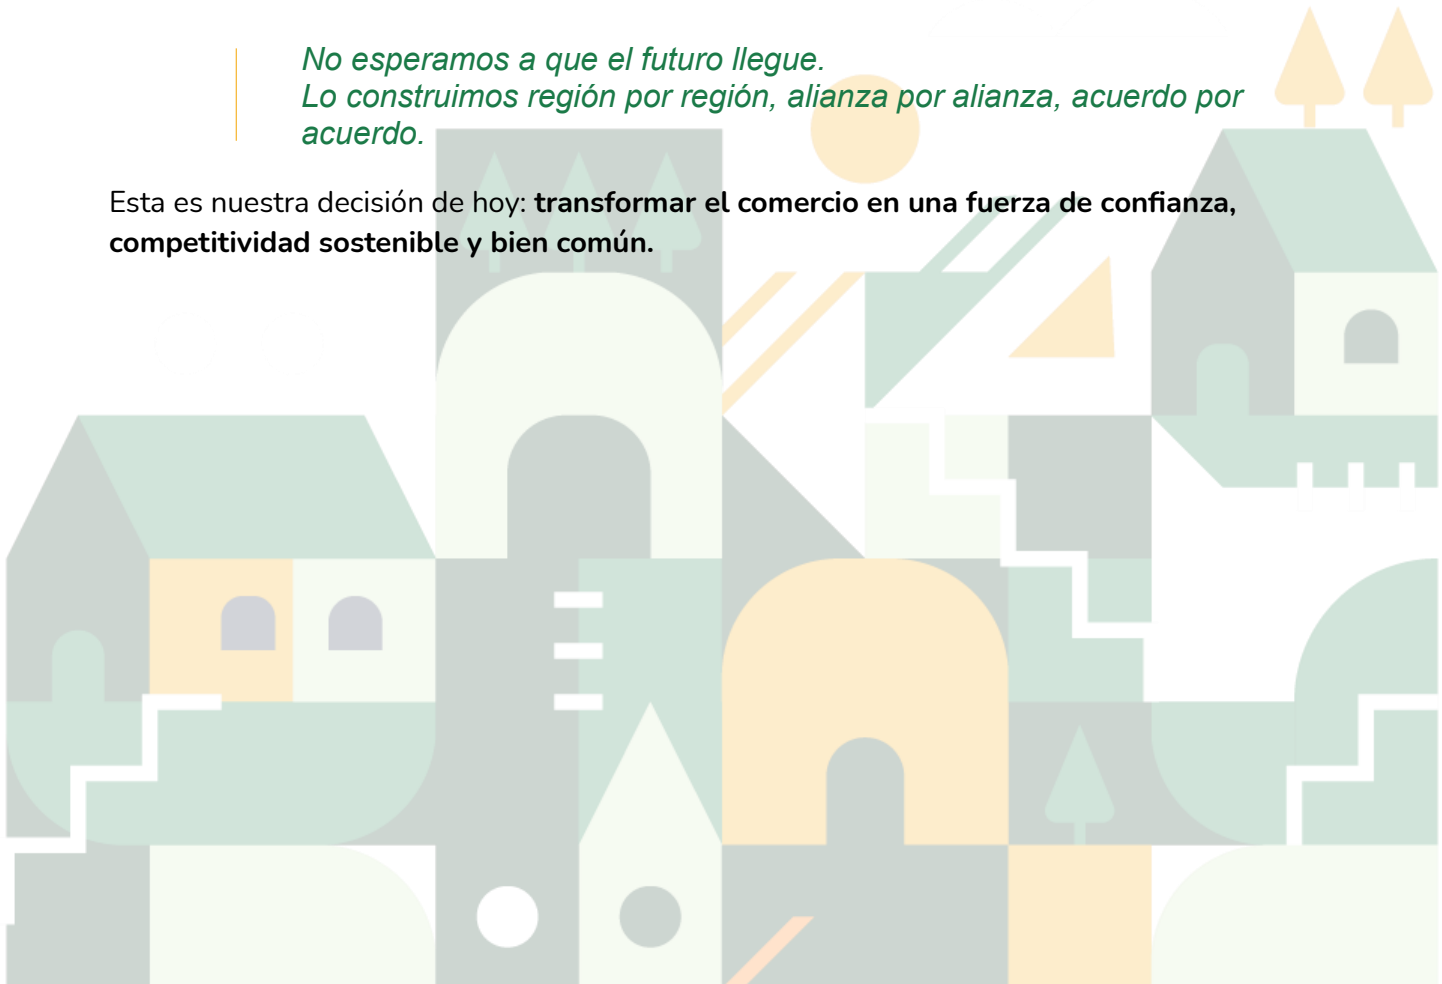 No esperamos a que el futuro llegue.
Lo construimos región por región, alianza por alianza, acuerdo por
acuerdo.
Esta es nuestra decisión de hoy: transformar el comercio en una fuerza de confianza,
competitividad sostenible y bien común.